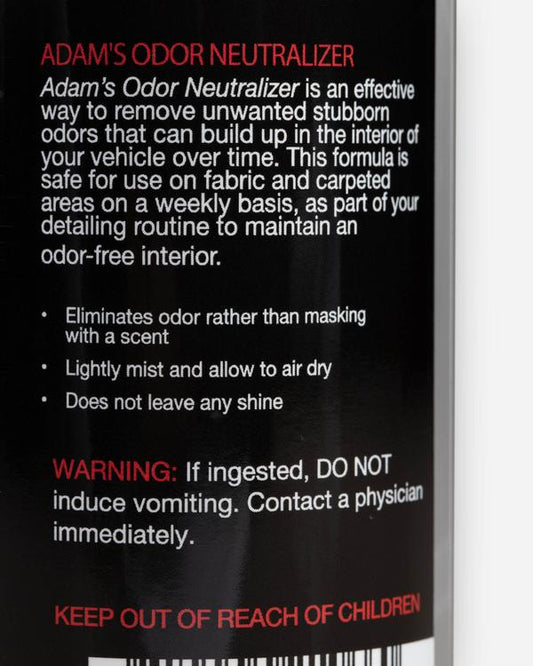 ADAM'S ODOR NEUTRALIZER
Adam's Odor Neutralizer is an effective
way to remove unwanted stubborn
odors that can build up in the interior of
your vehicle over time. This formula is
safe for use on fabric and carpeted
areas on a weekly basis, as part of your
detailing routine to maintain an
odor-free interior.
• Eliminates odor rather than masking
with a scent
• Lightly mist and allow to air dry
• Does not leave any shine
WARNING: If ingested, DO NOT
induce vomiting. Contact a physician
immediately.
KEEP OUT OF REACH OF CHILDREN